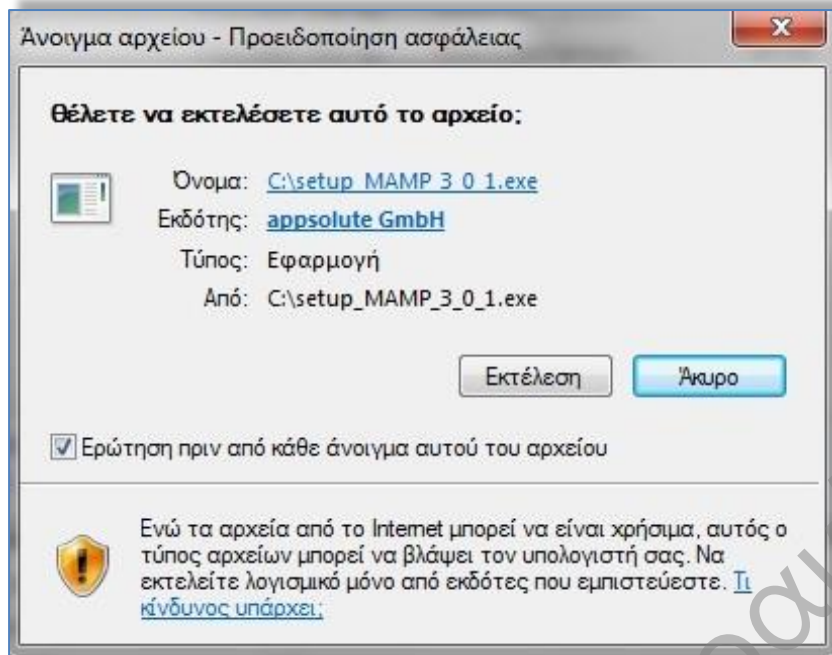 Άνοιγμα αρχείου - Προειδοποίηση ασφάλειας
Θέλετε να εκτελέσετε αυτό το αρχείο;
Όνομα: C:\setup_MAMP_3_0_1.exe
Εκδότης: appsolute GmbH
Τύπος: Εφαρμογή
Από: C:\setup_MAMP_3_0_1.exe
Εκτέλεση Άκυρο
Ερώτηση πριν από κάθε άνοιγμα αυτού του αρχείου
Ενώ τα αρχεία από το Internet μπορεί να είναι χρήσιμα, αυτός ο
τύπος αρχείων μπορεί να βλάψει τον υπολογιστή σας. Να
εκτελείτε λογισμικό μόνο από εκδότες που εμπιστεύεστε. Τι
κίνδυνος υπάρχει;